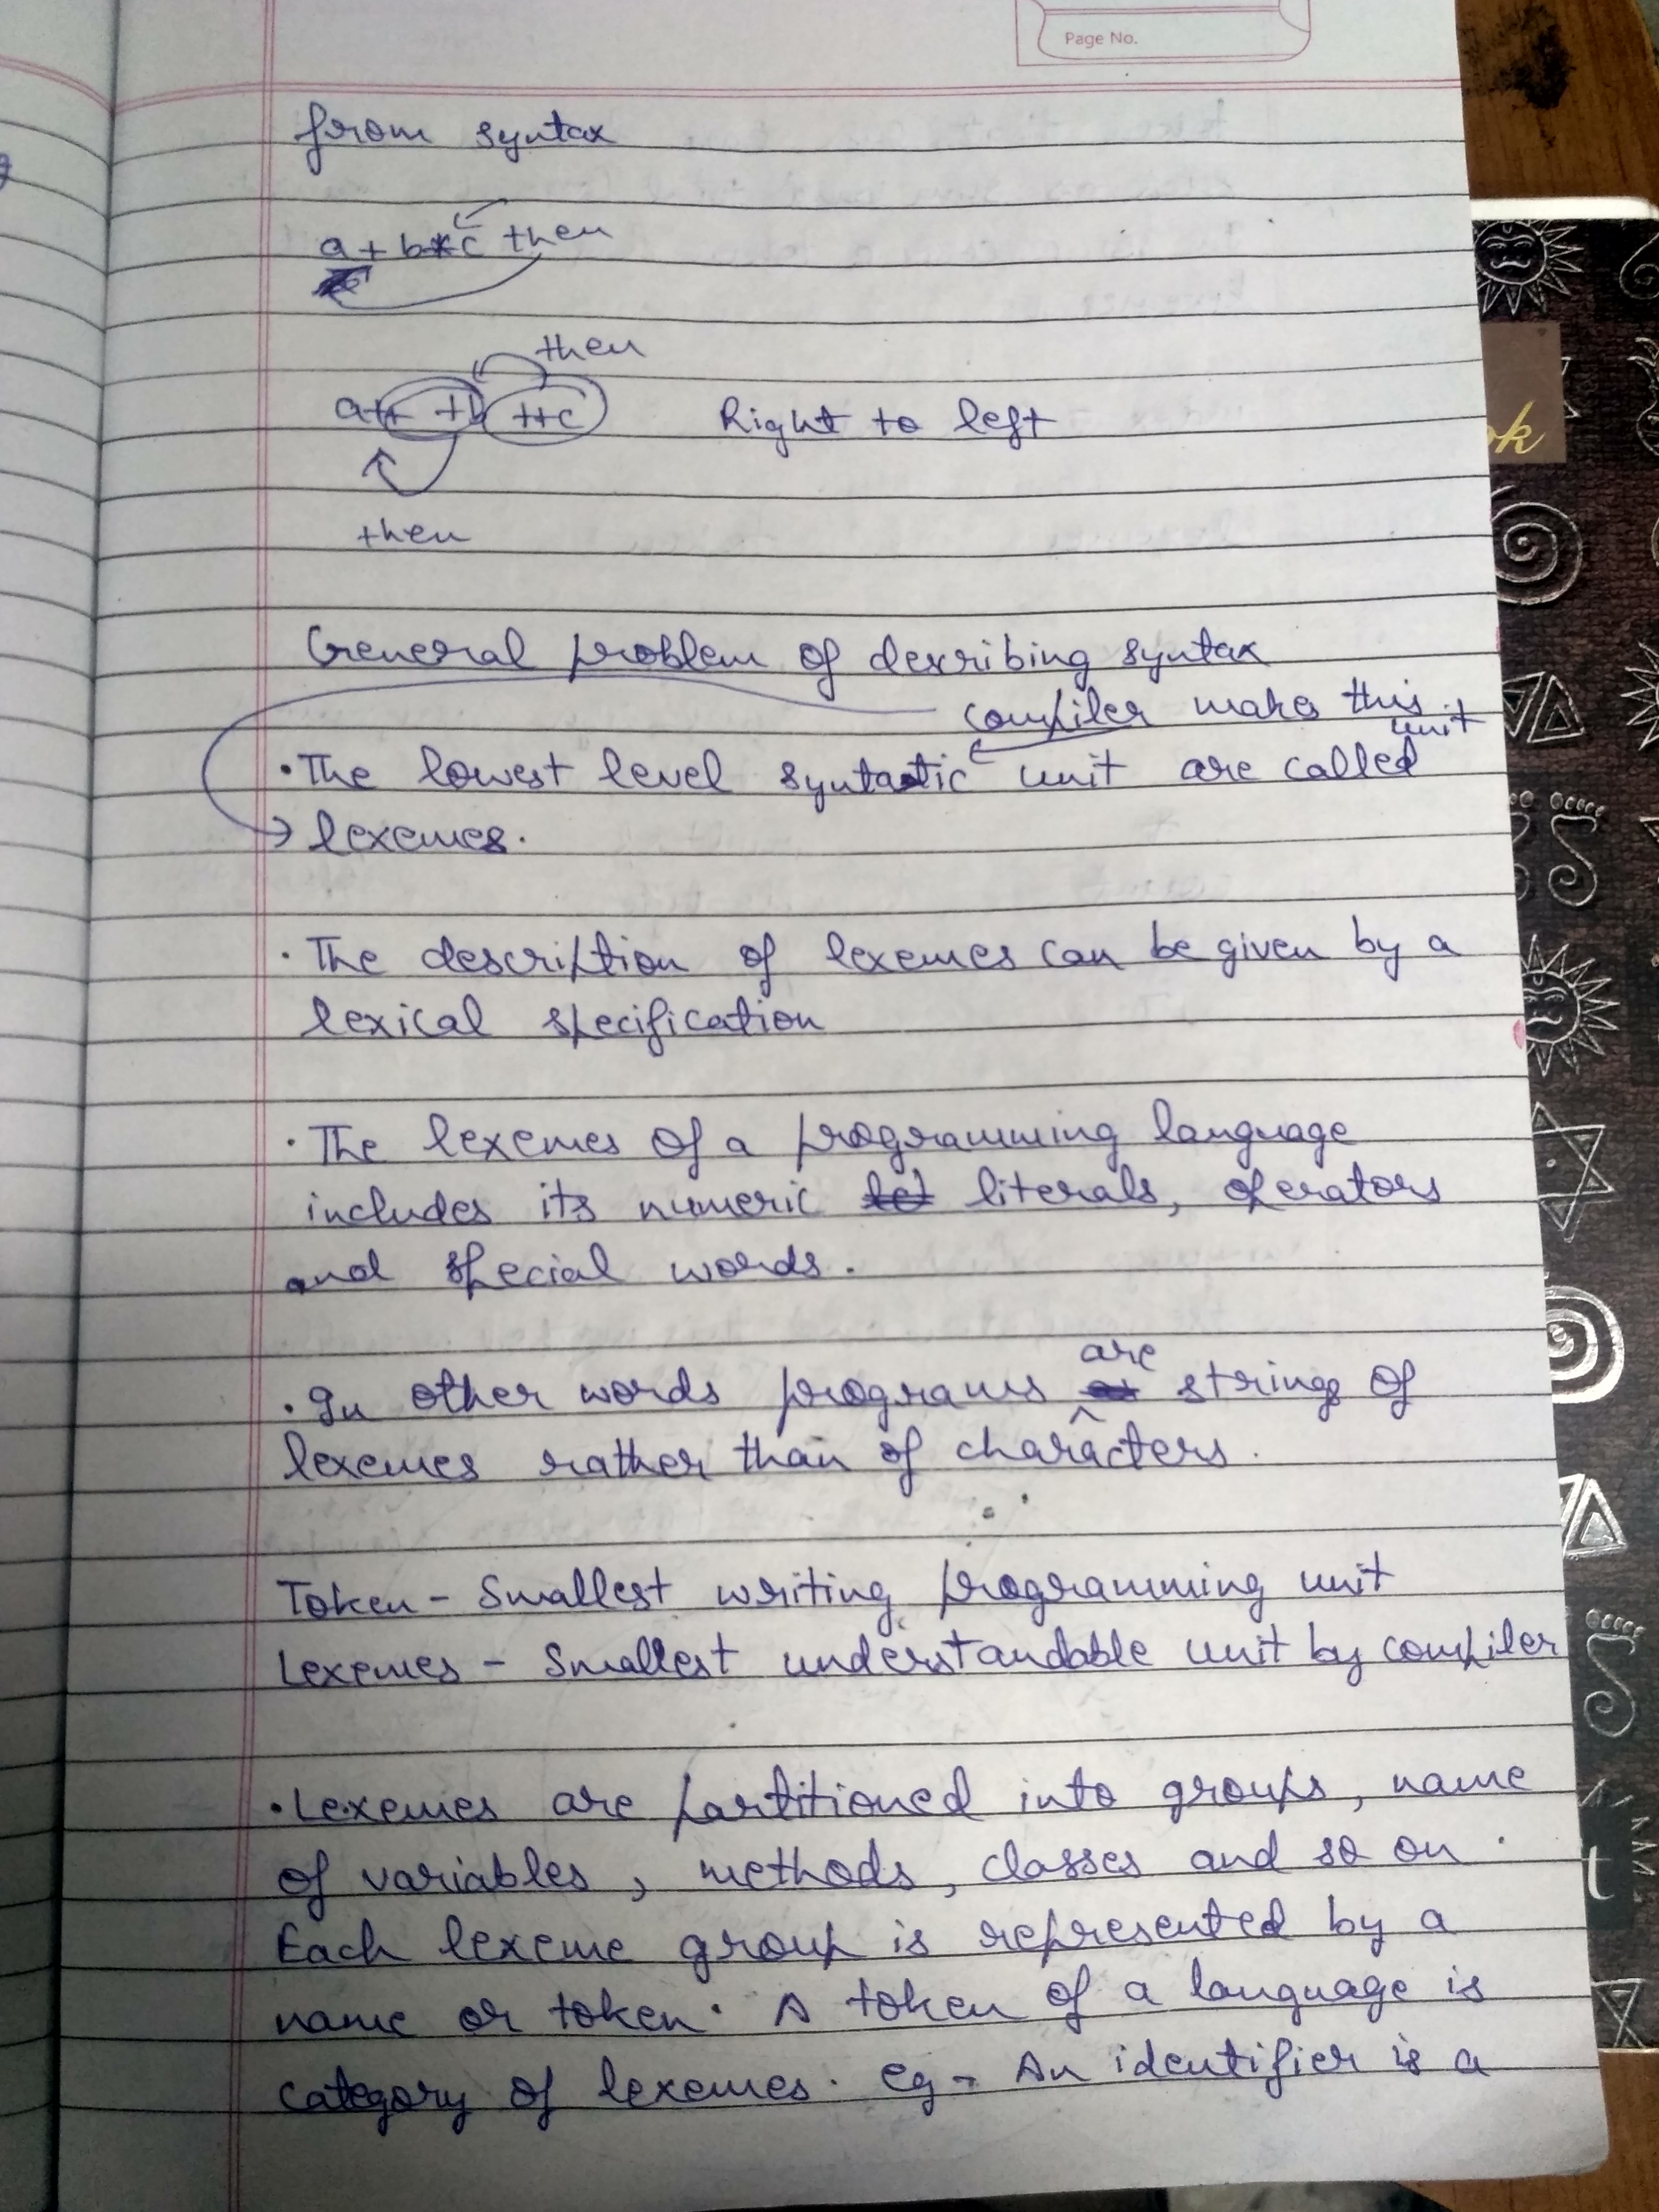 Page No.
from syntax
a + b*c then
then
a++ +b ++c Right to left
then
General problem of describing syntax
compiler makes this
unit
• The lowest level syntactic unit are called
→ lexemes.
• The description of lexemes can be given by a
lexical specification
• The lexemes of a programming language
includes its numeric literals, operators
and special words.
are
• In other words programs strings of
lexemes rather than of characters.
Token - Smallest writing programming unit
Lexemes - Smallest understandable unit by compiler
• Lexemes are partitioned into groups, name
of variables, methods, classes and so on.
Each lexeme group is represented by a
name or token. A token of a language is
category of lexemes. eg - An identifier is a
ok
t